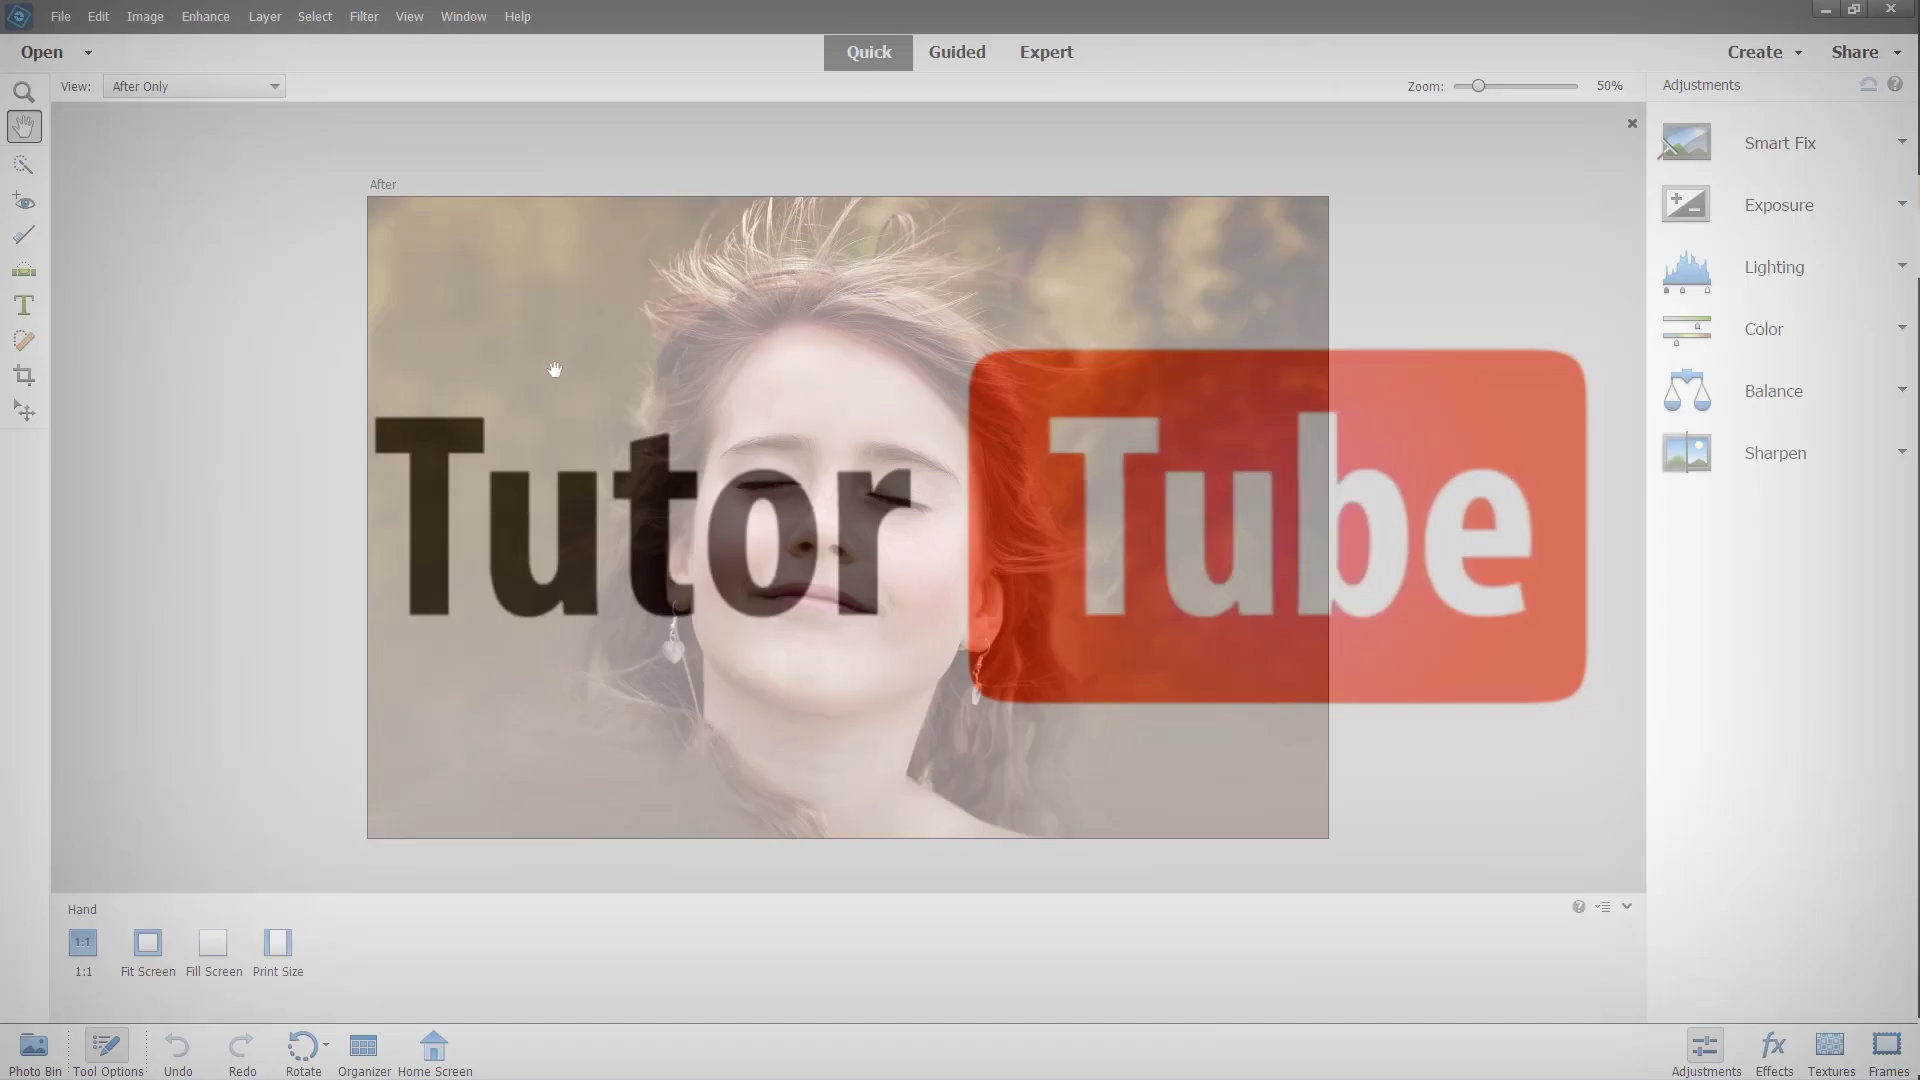 File Edit Image Enhance Layer Select Filter View Window Help
Open Quick Guided Expert Create Share
View: After Only Zoom: 50% Adjustments
After
Smart Fix
Exposure
Lighting
Color
Balance
Sharpen
Tutor Tube
Hand
1:1
1:1 Fit Screen Fill Screen Print Size
Photo Bin Tool Options Undo Redo Rotate Organizer Home Screen Adjustments Effects Textures Frames